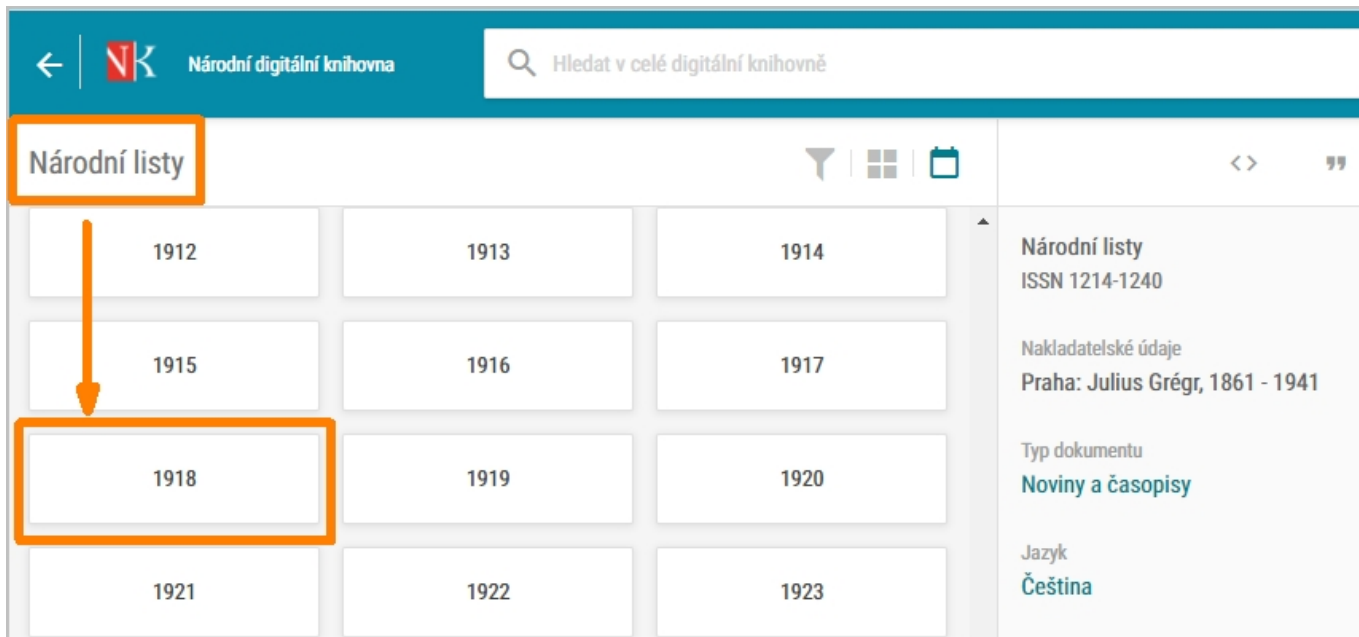 NK Národní digitální knihovna
Hledat v celé digitální knihovně
Národní listy
1912 1913 1914
1915 1916 1917
1918 1919 1920
1921 1922 1923
Národní listy
ISSN 1214-1240
Nakladatelské údaje
Praha: Julius Grégr, 1861 - 1941
Typ dokumentu
Noviny a časopisy
Jazyk
Čeština